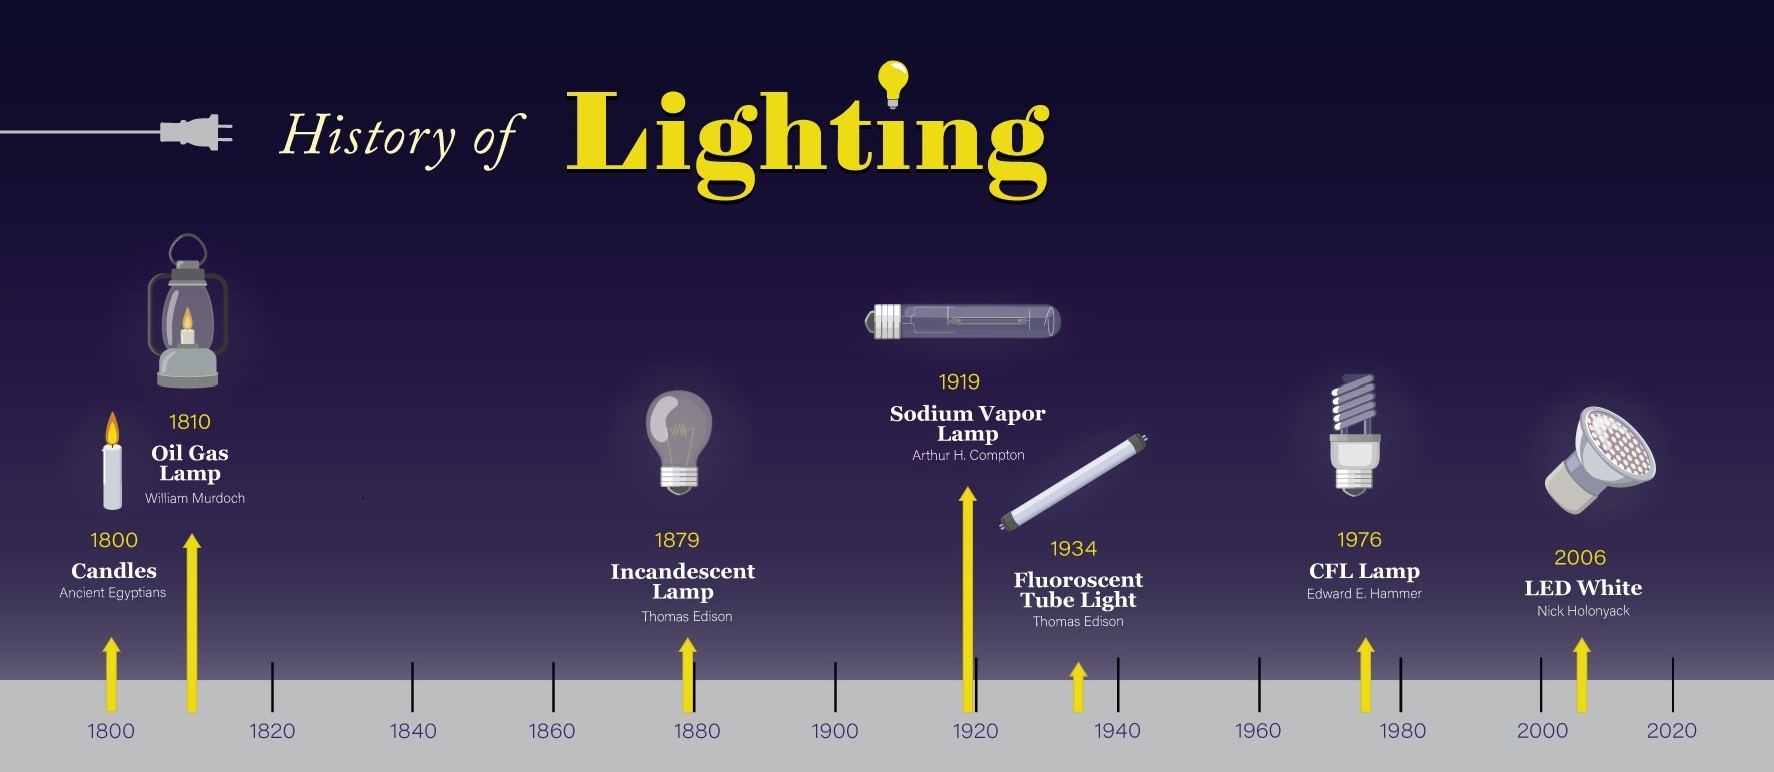 History of Lighting
1810
Oil Gas
Lamp
William Murdoch
1800
Candles
Ancient Egyptians
1879
Incandescent
Lamp
Thomas Edison
1919
Sodium Vapor
Lamp
Arthur H. Compton
1934
Fluoroscent
Tube Light
Thomas Edison
1976
CFL Lamp
Edward E. Hammer
2006
LED White
Nick Holonyack
1800 1820 1840 1860 1880 1900 1920 1940 1960 1980 2000 2020